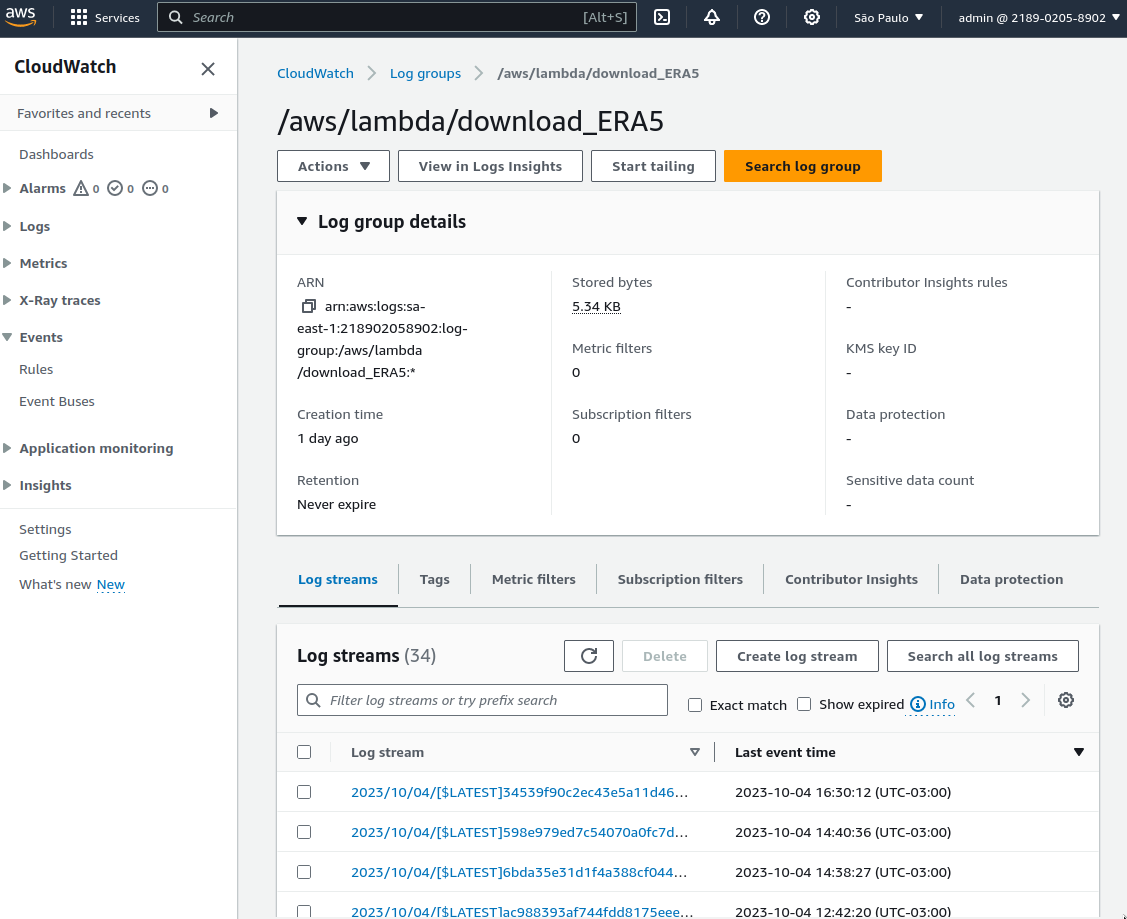 aws
Services
Search [Alt+S]
São Paulo
admin @ 2189-0205-8902
CloudWatch
Favorites and recents
Dashboards
Alarms 0 0 0
Logs
Metrics
X-Ray traces
Events
Rules
Event Buses
Application monitoring
Insights
Settings
Getting Started
What's new New
CloudWatch
Log groups
/aws/lambda/download_ERA5
/aws/lambda/download_ERA5
Actions
View in Logs Insights
Start tailing
Search log group
Log group details
ARN
arn:aws:logs:sa-
east-1:218902058902:log-
group:/aws/lambda
/download_ERA5:*
Creation time
1 day ago
Retention
Never expire
Stored bytes
5.34 KB
Metric filters
0
Subscription filters
0
Contributor Insights rules
-
KMS key ID
-
Data protection
-
Sensitive data count
-
Log streams
Tags
Metric filters
Subscription filters
Contributor Insights
Data protection
Log streams (34)
Delete
Create log stream
Search all log streams
Filter log streams or try prefix search
Exact match
Show expired
Info
1
Log stream
Last event time
2023/10/04/[$LATEST]34539f90c2ec43e5a11d46...
2023-10-04 16:30:12 (UTC-03:00)
2023/10/04/[$LATEST]598e979ed7c54070a0fc7d...
2023-10-04 14:40:36 (UTC-03:00)
2023/10/04/[$LATEST]6bda35e31d1f4a388cf044...
2023-10-04 14:38:27 (UTC-03:00)
2023/10/04/[$LATEST]ac988393af744fdd8175eee...
2023-10-04 12:42:20 (UTC-03:00)